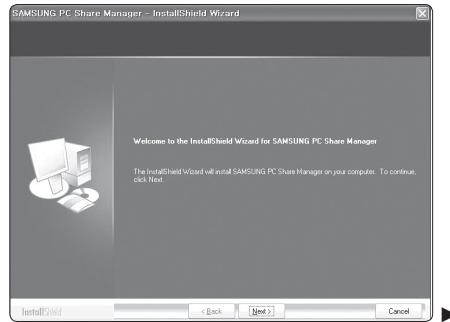 SAMSUNG PC Share Manager - InstallShield Wizard
Welcome to the InstallShield Wizard for SAMSUNG PC Share Manager
The InstallShield Wizard will install SAMSUNG PC Share Manager on your computer. To continue,
click Next.
InstallShield
< Back
Next >
Cancel